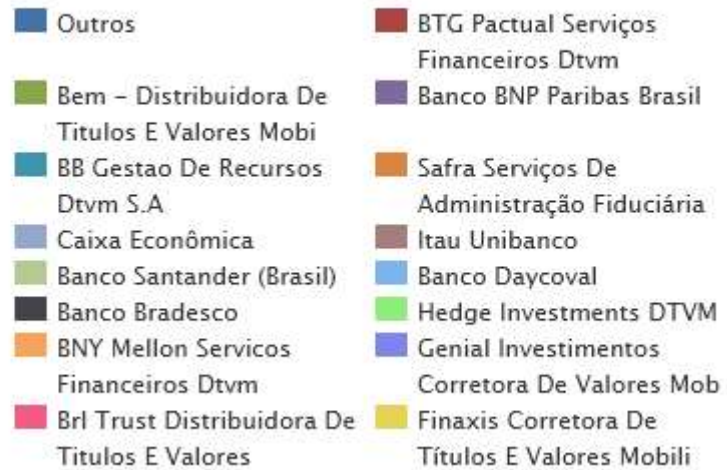 Outros
BTG Pactual Serviços
Financeiros Dtvm
Bem – Distribuidora De
Titulos E Valores Mobi
Banco BNP Paribas Brasil
BB Gestao De Recursos
Dtvm S.A
Safra Serviços De
Administração Fiduciária
Caixa Econômica
Itau Unibanco
Banco Santander (Brasil)
Banco Daycoval
Banco Bradesco
Hedge Investments DTVM
BNY Mellon Servicos
Financeiros Dtvm
Genial Investimentos
Corretora De Valores Mob
Brl Trust Distribuidora De
Titulos E Valores
Finaxis Corretora De
Títulos E Valores Mobili